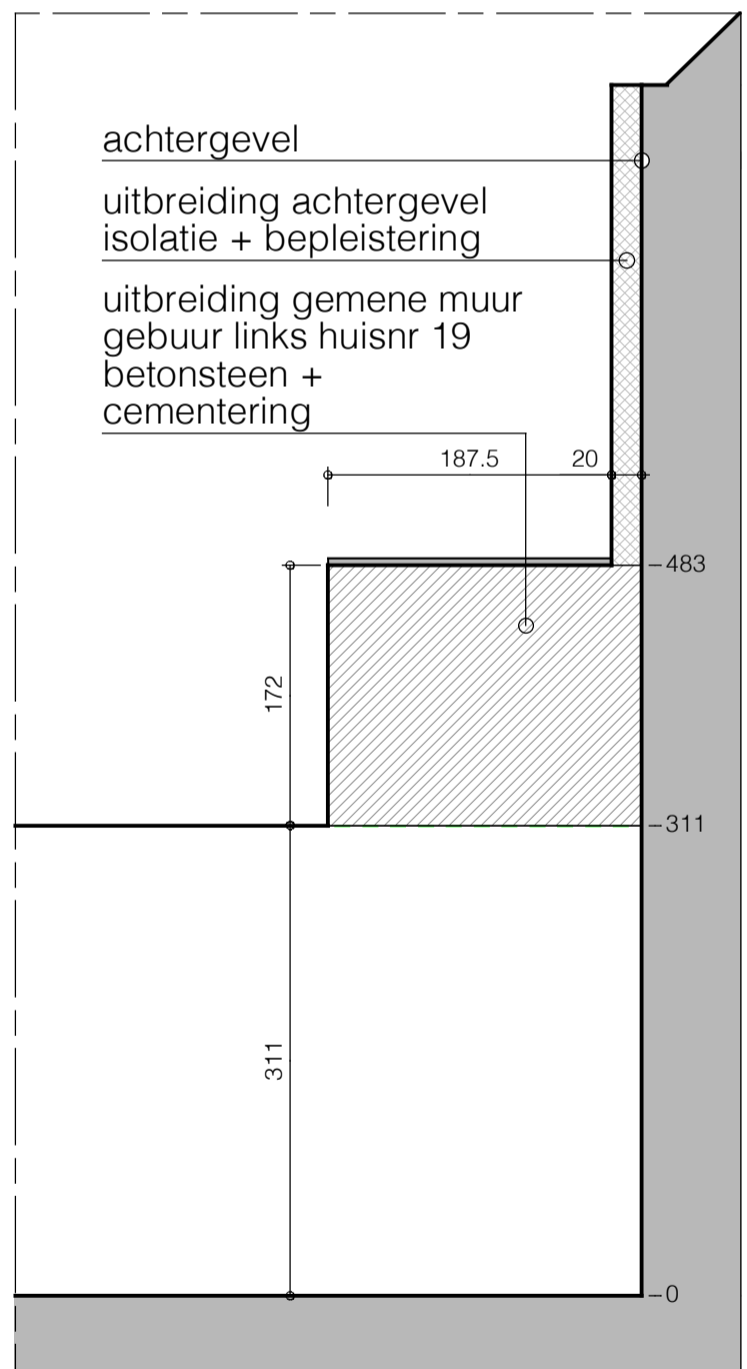 achtergevel
uitbreiding achtergevel
isolatie + bepleistering
uitbreiding gemene muur
gebuur links huisnr 19
betonsteen +
cementering
187.5
20
483
172
311
311
0